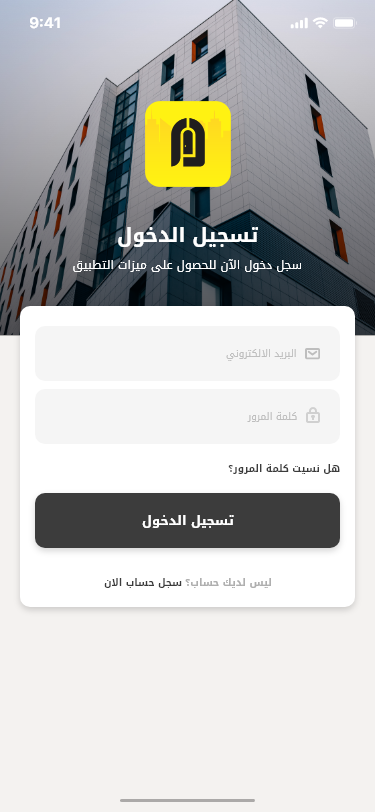 9:41
تسجيل الدخول
سجل دخول الآن للحصول على ميزات التطبيق
البريد الالكتروني
كلمة المرور
هل نسيت كلمة المرور؟
تسجيل الدخول
ليس لديك حساب؟ سجل حساب الان